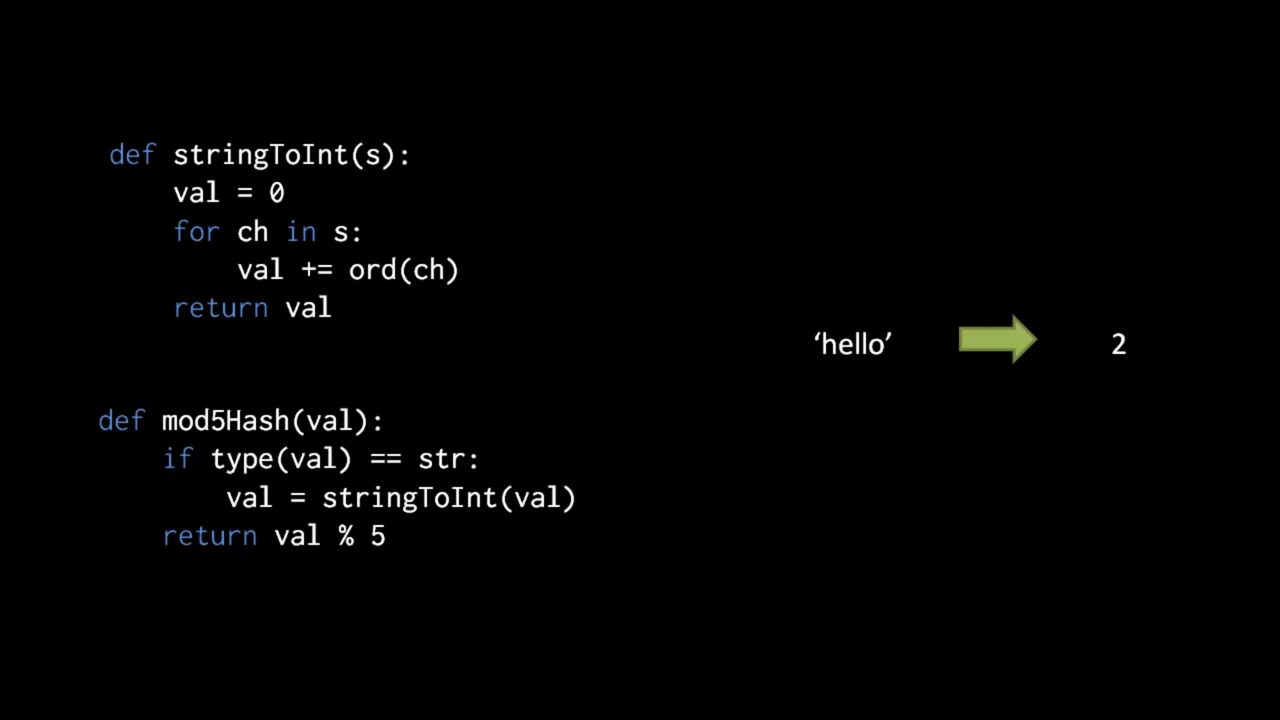 def stringToInt(s):
    val = 0
    for ch in s:
        val += ord(ch)
    return val
‘hello’ 2
def mod5Hash(val):
    if type(val) == str:
        val = stringToInt(val)
    return val % 5